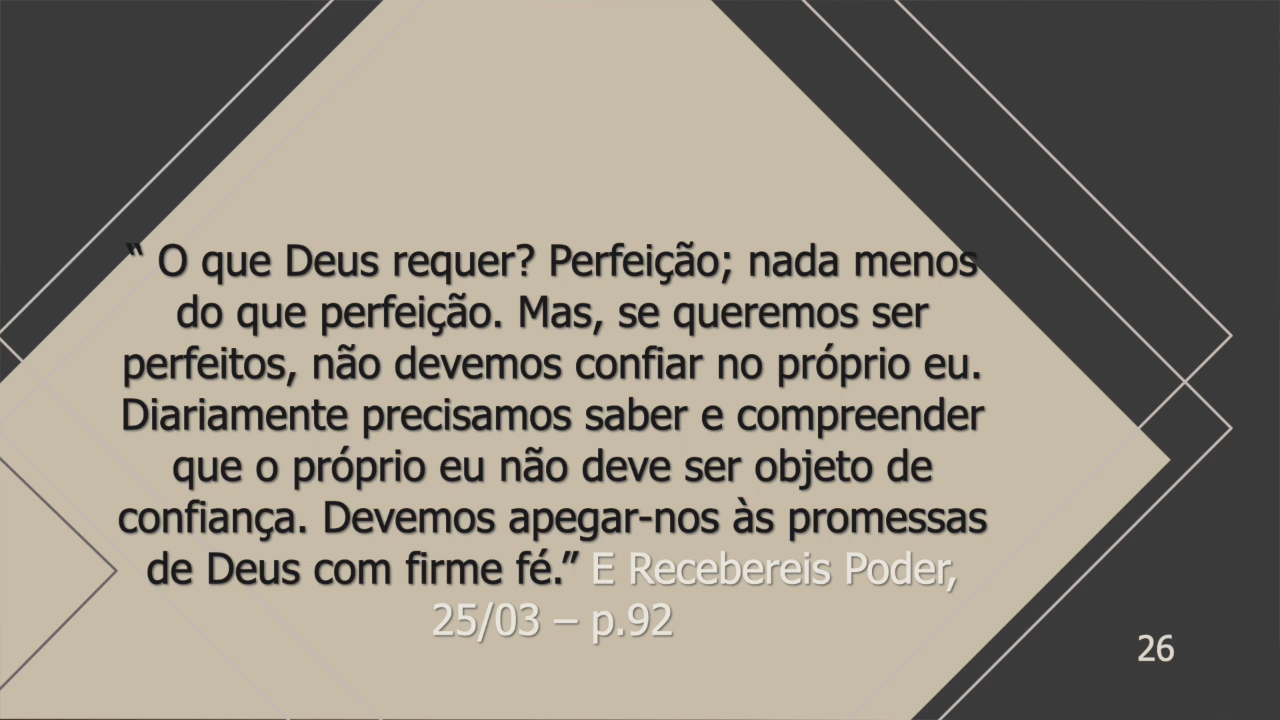 “ O que Deus requer? Perfeição; nada menos
do que perfeição. Mas, se queremos ser
perfeitos, não devemos confiar no próprio eu.
Diariamente precisamos saber e compreender
que o próprio eu não deve ser objeto de
confiança. Devemos apegar-nos às promessas
de Deus com firme fé.” E Recebereis Poder,
25/03 – p.92
26